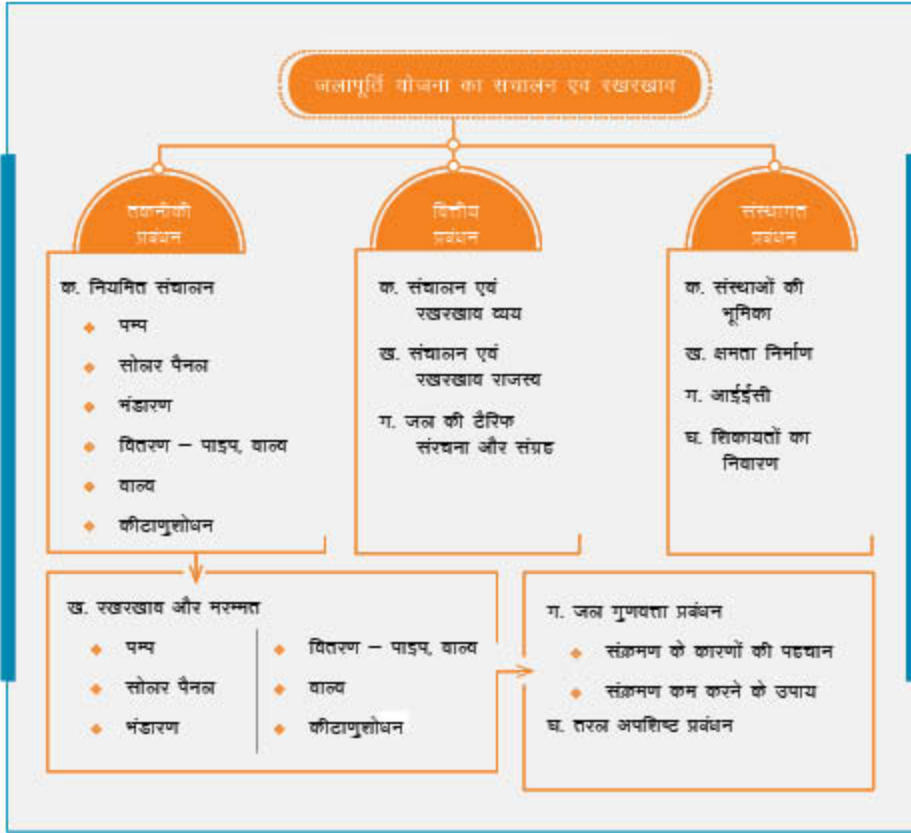 जलापूर्ति योजना का संचालन एवं रखरखाव
तकनीकी
प्रबंधन
क. नियमित संचालन
पम्प
सोलर पैनल
भंडारण
वितरण – पाइप, वाल्व
वाल्व
कीटाणुशोधन
वित्तीय
प्रबंधन
क. संचालन एवं
रखरखाव व्यय
ख. संचालन एवं
रखरखाव राजस्व
ग. जल की टैरिफ
संरचना और संग्रह
संस्थागत
प्रबंधन
क. संस्थाओं की
भूमिका
ख. क्षमता निर्माण
ग. आईईसी
घ. शिकायतों का
निवारण
ख. रखरखाव और मरम्मत
पम्प
सोलर पैनल
भंडारण
वितरण – पाइप, वाल्व
वाल्व
कीटाणुशोधन
ग. जल गुणवत्ता प्रबंधन
संक्रमण के कारणों की पहचान
संक्रमण कम करने के उपाय
घ. तरल अपशिष्ट प्रबंधन